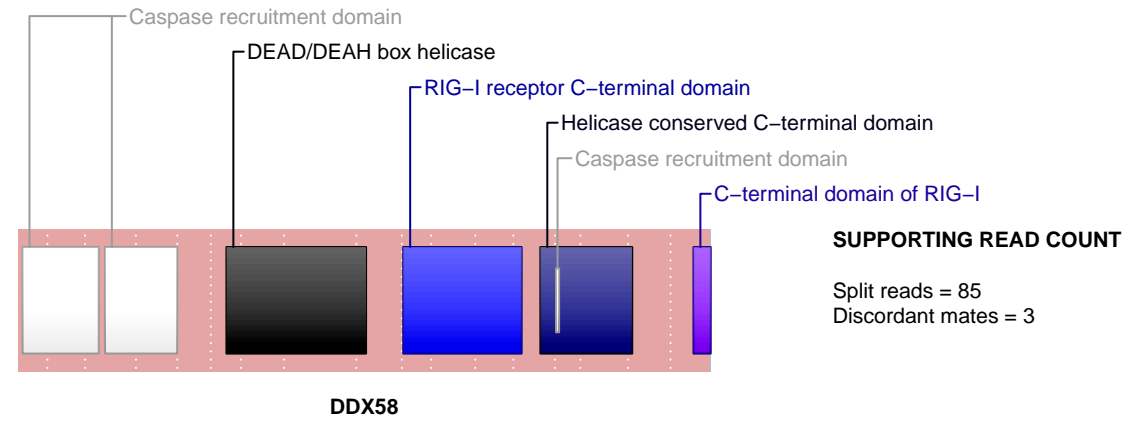 Caspase recruitment domain
DEAD/DEAH box helicase
RIG−I receptor C−terminal domain
Helicase conserved C−terminal domain
Caspase recruitment domain
C−terminal domain of RIG−I
SUPPORTING READ COUNT
Split reads = 85
Discordant mates = 3
DDX58